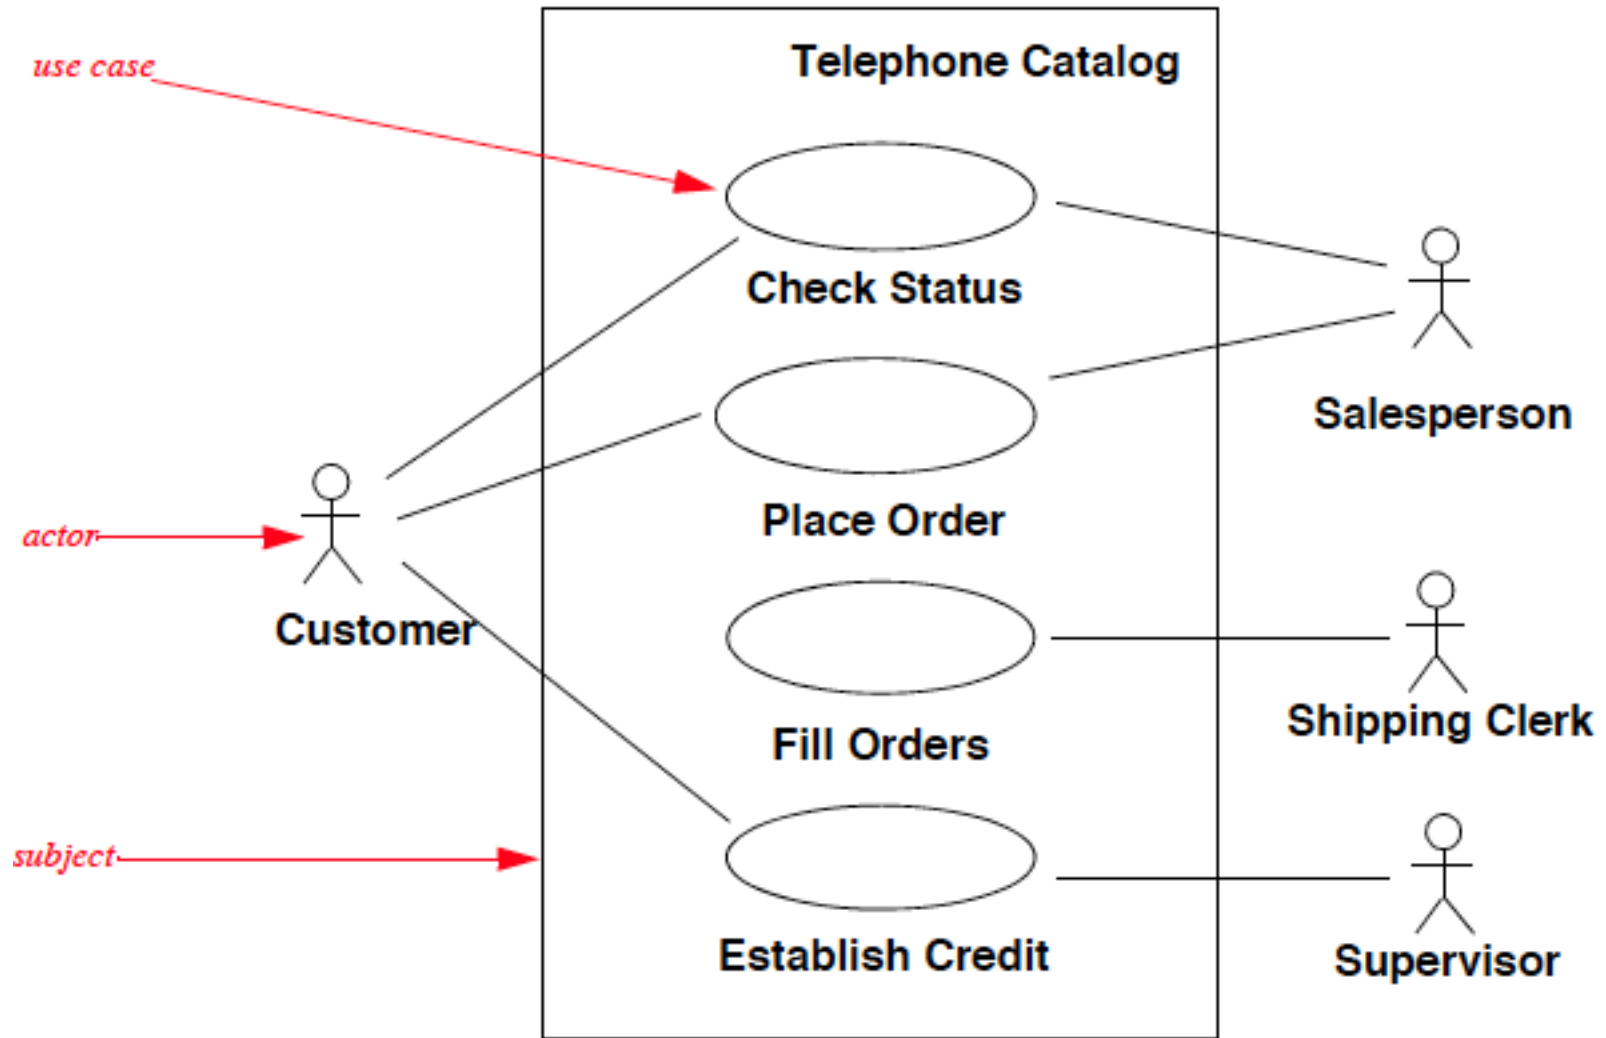 use case
Telephone Catalog
Check Status
Salesperson
Place Order
actor
Customer
Shipping Clerk
Fill Orders
subject
Establish Credit
Supervisor